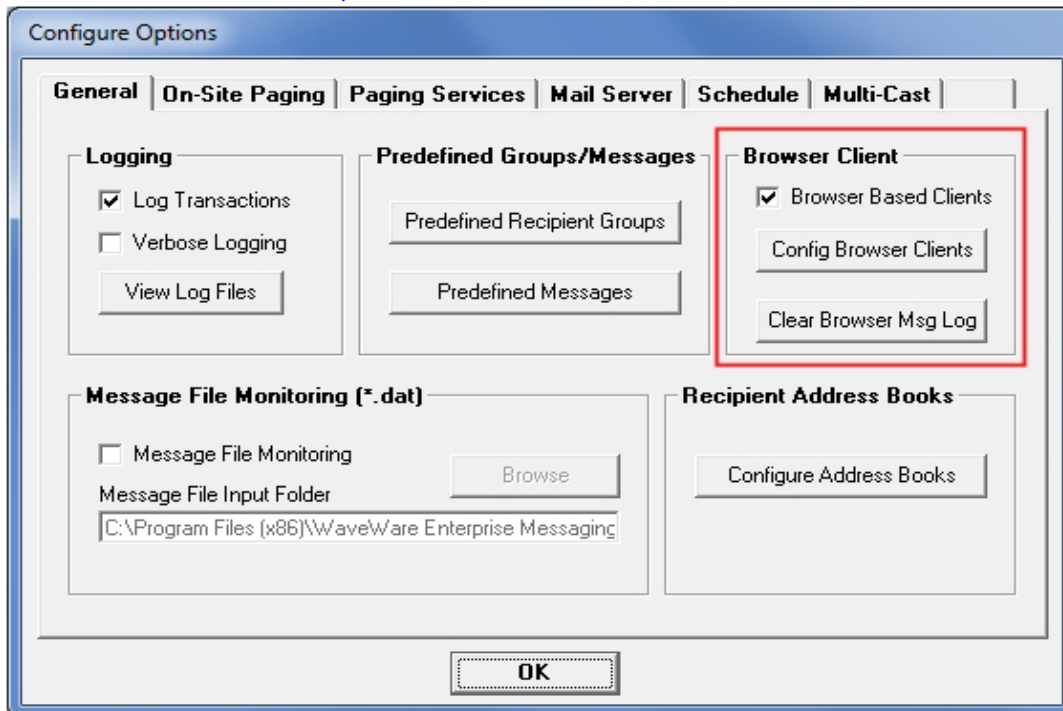 Configure Options
General On-Site Paging Paging Services Mail Server Schedule Multi-Cast
Logging
Log Transactions
Verbose Logging
View Log Files
Predefined Groups/Messages
Predefined Recipient Groups
Predefined Messages
Browser Client
Browser Based Clients
Config Browser Clients
Clear Browser Msg Log
Message File Monitoring (*.dat)
Message File Monitoring
Browse
Message File Input Folder
C:\Program Files (x86)\WaveWare Enterprise Messaging
Recipient Address Books
Configure Address Books
OK